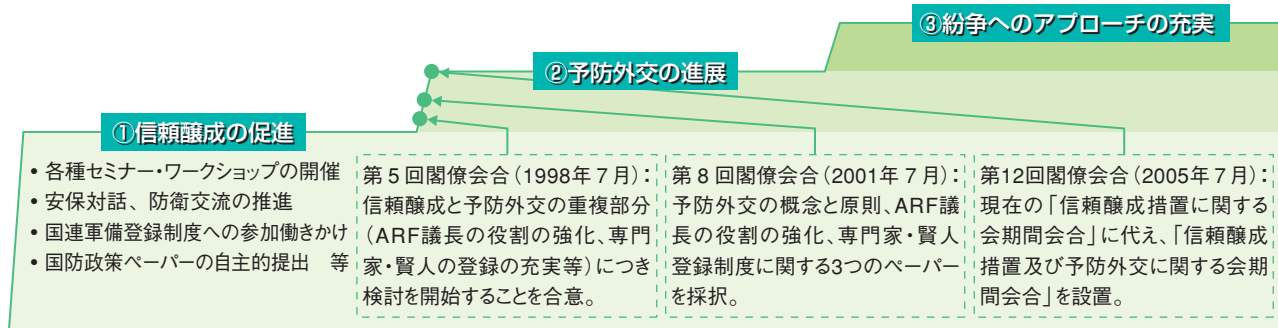 ③紛争へのアプローチの充実
②予防外交の進展
①信頼醸成の促進
• 各種セミナー・ワークショップの開催
• 安保対話、防衛交流の推進
• 国連軍備登録制度への参加働きかけ
• 国防政策ペーパーの自主的提出　等
第５回閣僚会合（1998年７月）：
信頼醸成と予防外交の重複部分
（ARF議長の役割の強化、専門
家・賢人の登録の充実等）につき
検討を開始することを合意。
第８回閣僚会合（2001年７月）：
予防外交の概念と原則、ARF議
長の役割の強化、専門家・賢人
登録制度に関する3つのペーパー
を採択。
第12回閣僚会合（2005年７月）：
現在の「信頼醸成措置に関する
会期間会合」に代え、「信頼醸成
措置及び予防外交に関する会期
間会合」を設置。